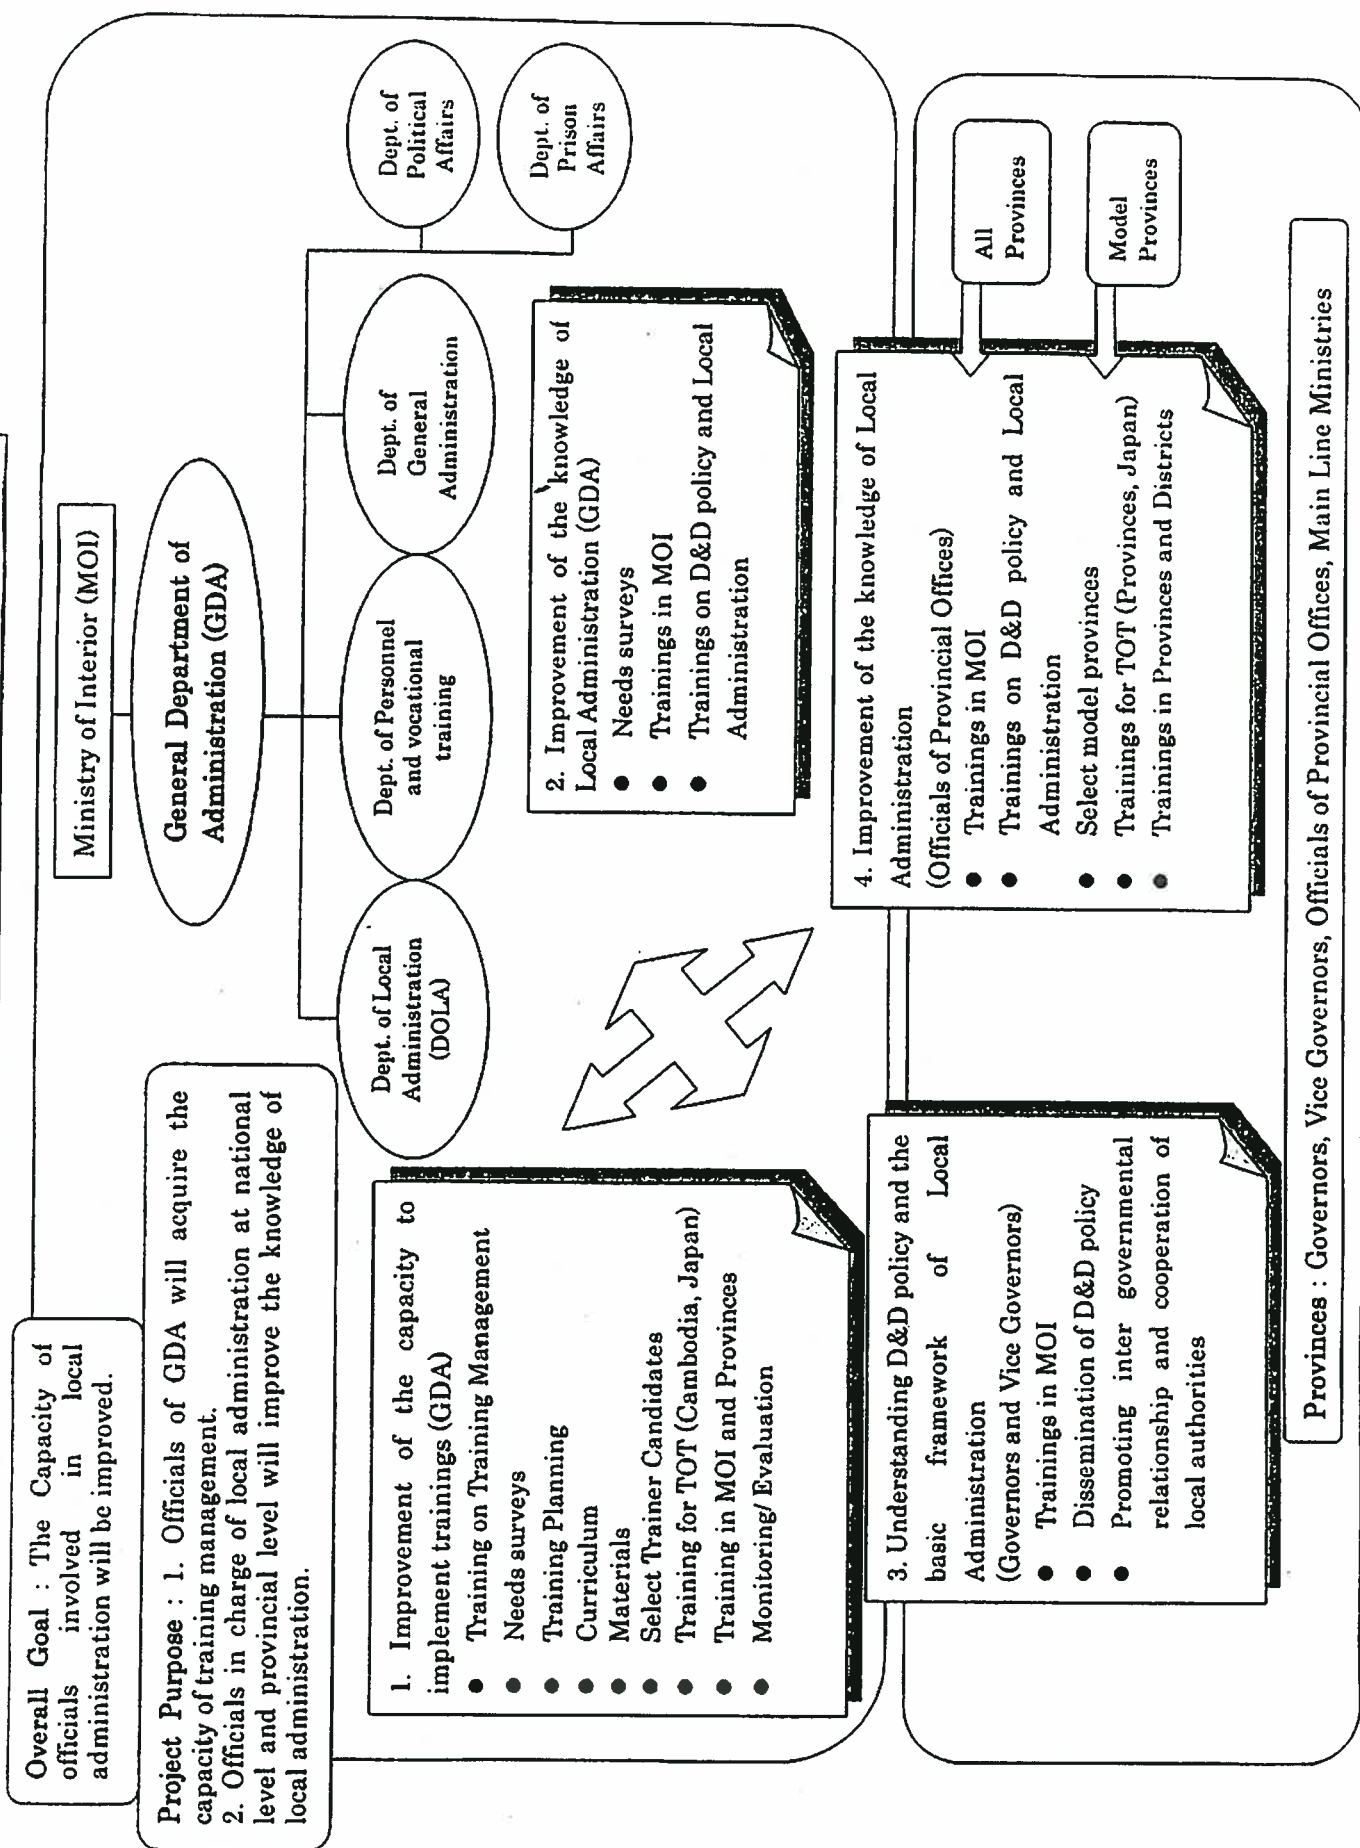 Overall Goal : The Capacity of
officials involved in local
administration will be improved.
Project Purpose : 1. Officials of GDA will acquire the
capacity of training management.
2. Officials in charge of local administration at national
level and provincial level will improve the knowledge of
local administration.
Ministry of Interior (MOI)
General Department of
Administration (GDA)
Dept. of Local
Administration
(DOLA)
Dept. of Personnel
and vocational
training
Dept. of
General
Administration
Dept. of
Political
Affairs
Dept. of
Prison
Affairs
1. Improvement of the capacity to
implement trainings (GDA)
● Training on Training Management
● Needs surveys
● Training Planning
● Curriculum
● Materials
● Select Trainer Candidates
● Training for TOT (Cambodia, Japan)
● Training in MOI and Provinces
● Monitoring/ Evaluation
2. Improvement of the knowledge of
Local Administration (GDA)
● Needs surveys
● Trainings in MOI
● Trainings on D&D policy and Local
Administration
3. Understanding D&D policy and the
basic framework of Local
Administration
(Governors and Vice Governors)
● Trainings in MOI
● Dissemination of D&D policy
● Promoting inter governmental
relationship and cooperation of
local authorities
4. Improvement of the knowledge of Local
Administration
(Officials of Provincial Offices)
● Trainings in MOI
● Trainings on D&D policy and Local
Administration
● Select model provinces
● Trainings for TOT (Provinces, Japan)
● Trainings in Provinces and Districts
All
Provinces
Model
Provinces
Provinces : Governors, Vice Governors, Officials of Provincial Offices, Main Line Ministries